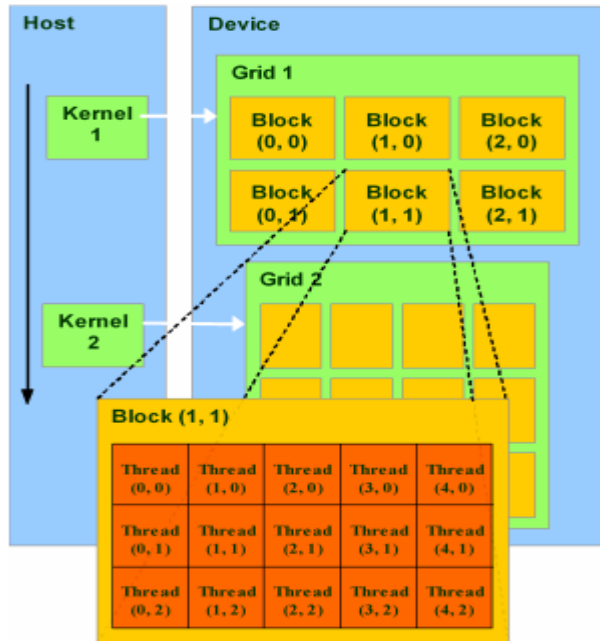 Host
Device
Grid 1
Kernel
1
Block
(0, 0)
Block
(1, 0)
Block
(2, 0)
Block
(0, 1)
Block
(1, 1)
Block
(2, 1)
Grid 2
Kernel
2
Block (1, 1)
Thread
(0, 0)
Thread
(1, 0)
Thread
(2, 0)
Thread
(3, 0)
Thread
(4, 0)
Thread
(0, 1)
Thread
(1, 1)
Thread
(2, 1)
Thread
(3, 1)
Thread
(4, 1)
Thread
(0, 2)
Thread
(1, 2)
Thread
(2, 2)
Thread
(3, 2)
Thread
(4, 2)